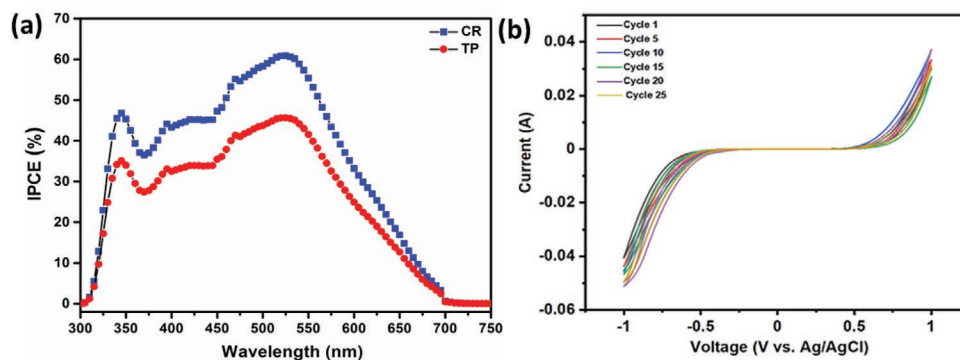 (a)
CR
TP
IPCE (%)
70
60
50
40
30
20
10
0
300 350 400 450 500 550 600 650 700 750
Wavelength (nm)
(b)
Cycle 1
Cycle 5
Cycle 10
Cycle 15
Cycle 20
Cycle 25
Current (A)
0.04
0.02
0
-0.02
-0.04
-0.06
-1 -0.5 0 0.5 1
Voltage (V vs. Ag/AgCl)